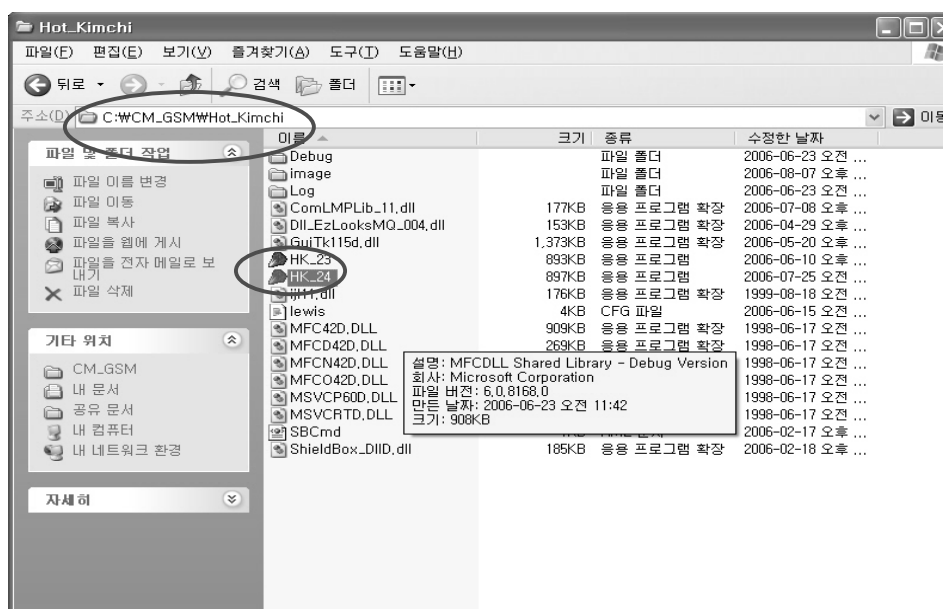 Hot_Kimchi
파일(F) 편집(E) 보기(V) 즐겨찾기(A) 도구(T) 도움말(H)
뒤로 검색 폴더
주소(D) C:₩CM_GSM₩Hot_Kimchi 이동
파일 및 폴더 작업
파일 이름 변경
파일 이동
파일 복사
파일을 웹에 게시
파일을 전자 메일로 보
내기
파일 삭제
기타 위치
CM_GSM
내 문서
공유 문서
내 컴퓨터
내 네트워크 환경
자세히
이름 크기 종류 수정한 날짜
Debug 파일 폴더 2006-06-23 오전 ...
image 파일 폴더 2006-08-07 오후 ...
Log 파일 폴더 2006-06-23 오전 ...
ComLMPLib_11.dll 177KB 응용 프로그램 확장 2006-07-08 오후 ...
Dll_EzLooksMQ_004.dll 153KB 응용 프로그램 확장 2006-04-29 오후 ...
GuiTk115d.dll 1,373KB 응용 프로그램 확장 2006-05-20 오후 ...
HK_23 893KB 응용 프로그램 2006-06-10 오후 ...
HK_24 897KB 응용 프로그램 2006-07-25 오전 ...
ijl11.dll 176KB 응용 프로그램 확장 1999-08-18 오전 ...
lewis 4KB CFG 파일 2006-06-15 오전 ...
MFC42D.DLL 909KB 응용 프로그램 확장 1998-06-17 오전 ...
MFCD42D.DLL 269KB 응용 프로그램 확장 1998-06-17 오전 ...
MFCN42D.DLL 1998-06-17 오전 ...
MFCO42D.DLL 1998-06-17 오전 ...
MSVCP60D.DLL 1998-06-17 오전 ...
MSVCRTD.DLL 1998-06-17 오전 ...
SBCmd 2006-02-17 오후 ...
ShieldBox_DllD.dll 185KB 응용 프로그램 확장 2006-02-18 오후 ...
설명: MFCDLL Shared Library - Debug Version
회사: Microsoft Corporation
파일 버전: 6.0.8168.0
만든 날짜: 2006-06-23 오전 11:42
크기: 908KB